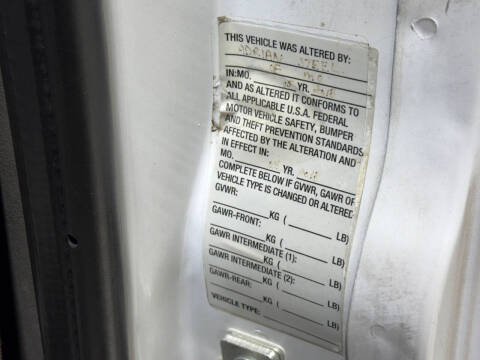 THIS VEHICLE WAS ALTERED BY:
ADRIAN STEEL
IN:MO. YR.
AND AS ALTERED IT CONFORMS TO
ALL APPLICABLE U.S.A. FEDERAL
MOTOR VEHICLE SAFETY, BUMPER
AND THEFT PREVENTION STANDARDS
AFFECTED BY THE ALTERATION AND
IN EFFECT IN:
MO. YR.
COMPLETE BELOW IF GVWR, GAWR OR
VEHICLE TYPE IS CHANGED OR ALTERED
GVWR:
KG ( LB)
GAWR-FRONT:
KG ( LB)
GAWR INTERMEDIATE (1):
KG ( LB)
GAWR INTERMEDIATE (2):
KG ( LB)
GAWR-REAR:
KG ( LB)
VEHICLE TYPE: